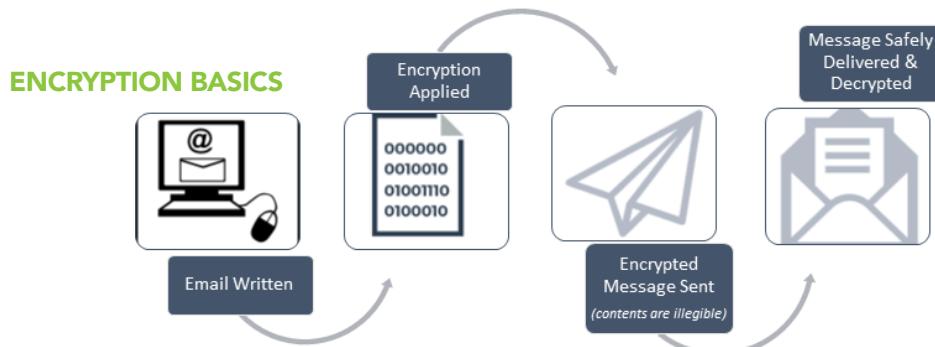 ENCRYPTION BASICS
@
Email Written
Encryption
Applied
000000
0010010
01001110
0100010
Encrypted
Message Sent
(contents are illegible)
Message Safely
Delivered &
Decrypted